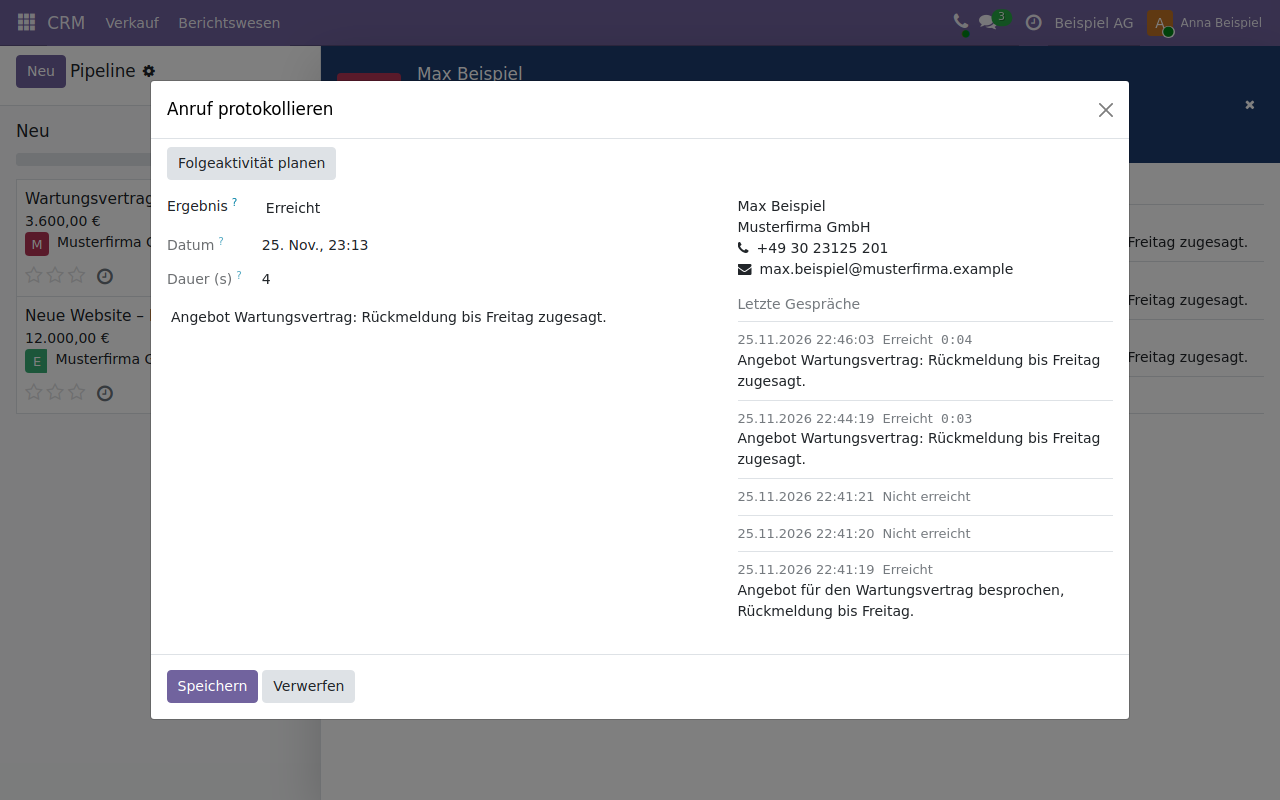 CRM Verkauf Berichtswesen 3 Beispiel AG A Anna Beispiel
Neu Pipeline
Max Beispiel
Neu
Wartungsvertrag
3.600,00 €
M Musterfirma G
Neue Website –
12.000,00 €
E Musterfirma G
Anruf protokollieren
Folgeaktivität planen
Ergebnis ? Erreicht
Datum ? 25. Nov., 23:13
Dauer (s) ? 4
Angebot Wartungsvertrag: Rückmeldung bis Freitag zugesagt.
Max Beispiel
Musterfirma GmbH
+49 30 23125 201
max.beispiel@musterfirma.example
Letzte Gespräche
25.11.2026 22:46:03 Erreicht 0:04
Angebot Wartungsvertrag: Rückmeldung bis Freitag
zugesagt.
25.11.2026 22:44:19 Erreicht 0:03
Angebot Wartungsvertrag: Rückmeldung bis Freitag
zugesagt.
25.11.2026 22:41:21 Nicht erreicht
25.11.2026 22:41:20 Nicht erreicht
25.11.2026 22:41:19 Erreicht
Angebot für den Wartungsvertrag besprochen,
Rückmeldung bis Freitag.
Speichern Verwerfen
Freitag zugesagt.
Freitag zugesagt.
Freitag zugesagt.